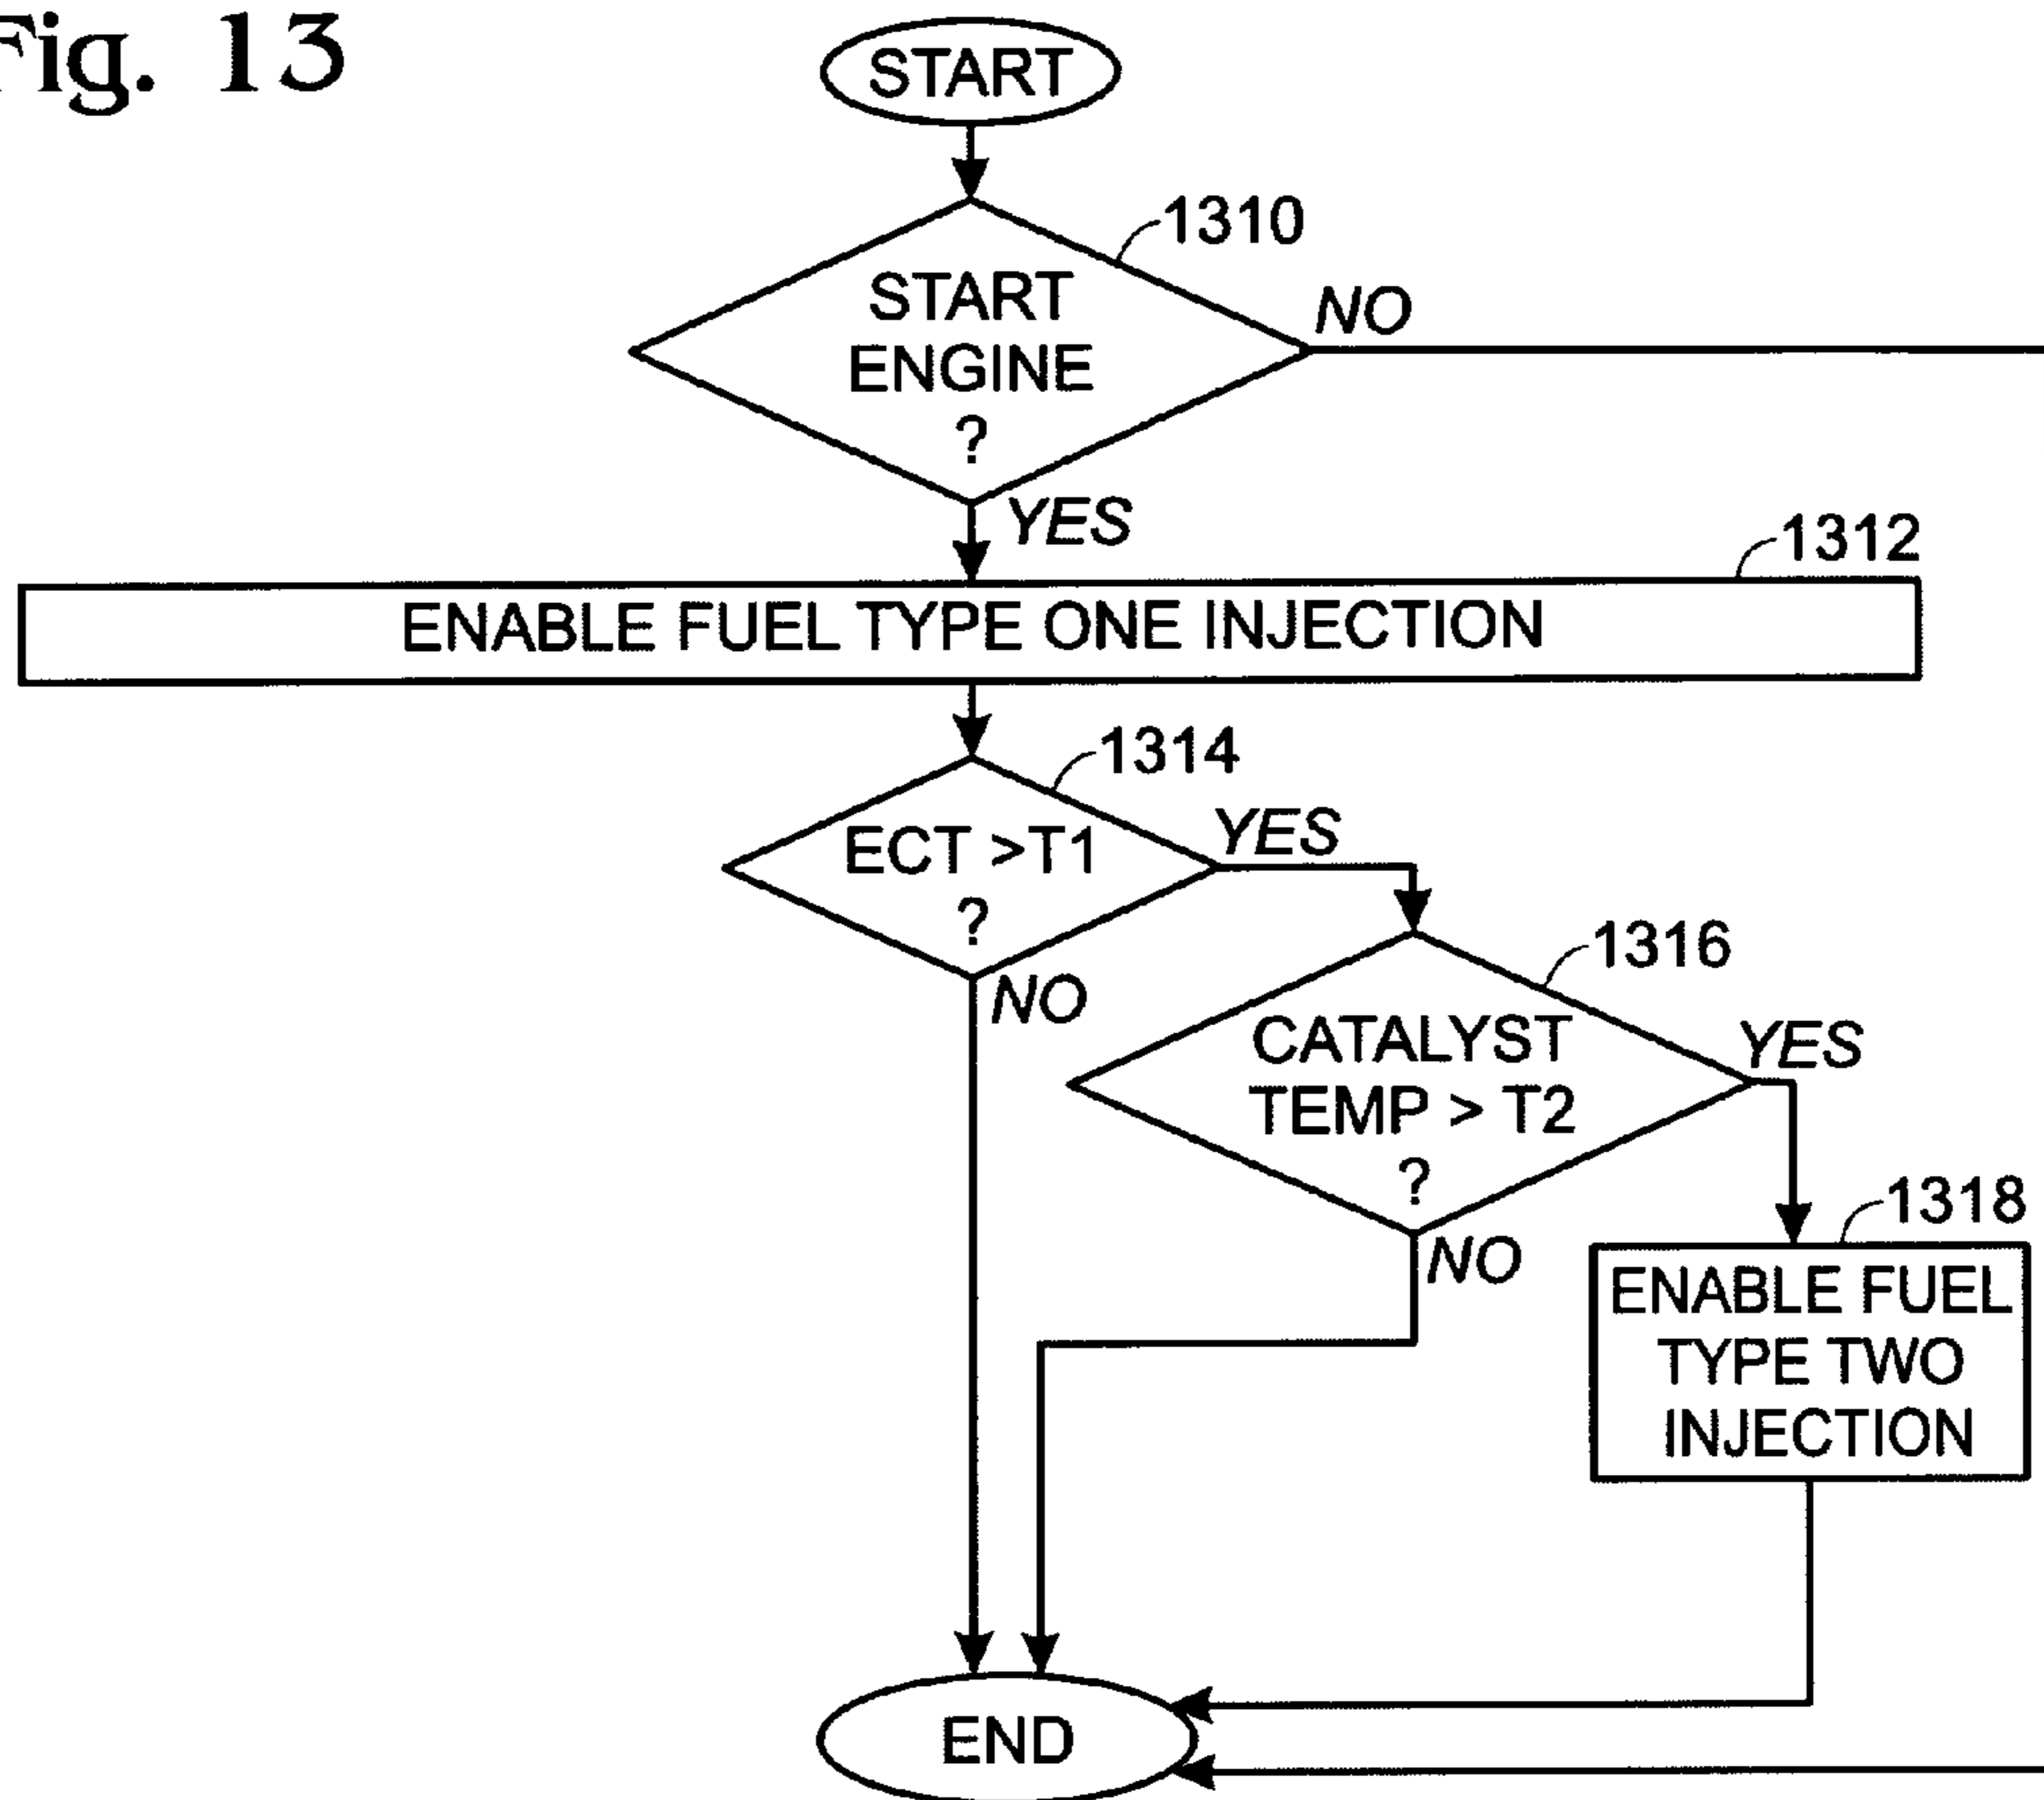 Fig. 13
START
1310
START
ENGINE
?
NO
YES
1312
ENABLE FUEL TYPE ONE INJECTION
1314
ECT >T1
?
YES
NO
1316
CATALYST
TEMP > T2
?
YES
NO
1318
ENABLE FUEL
TYPE TWO
INJECTION
END